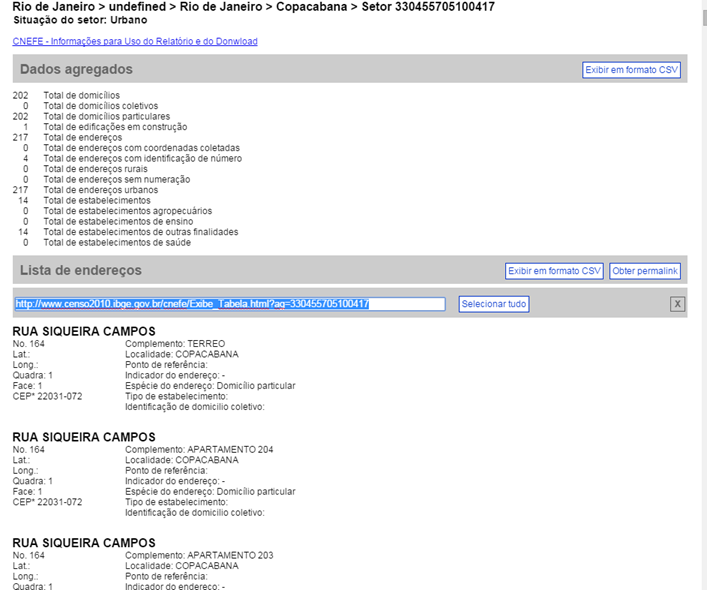 Rio de Janeiro > undefined > Rio de Janeiro > Copacabana > Setor 330455705100417
Situação do setor: Urbano
CNEFE - Informações para Uso do Relatório e do Donwload
Dados agregados Exibir em formato CSV
202 Total de domicílios
0 Total de domicílios coletivos
202 Total de domicílios particulares
1 Total de edificações em construção
217 Total de endereços
0 Total de endereços com coordenadas coletadas
4 Total de endereços com identificação de número
0 Total de endereços rurais
0 Total de endereços sem numeração
217 Total de endereços urbanos
14 Total de estabelecimentos
0 Total de estabelecimentos agropecuários
0 Total de estabelecimentos de ensino
14 Total de estabelecimentos de outras finalidades
0 Total de estabelecimentos de saúde
Lista de endereços Exibir em formato CSV Obter permalink
http://www.censo2010.ibge.gov.br/cnefe/Exibe_Tabela.html?ag=330455705100417 Selecionar tudo X
RUA SIQUEIRA CAMPOS
No. 164 Complemento: TERREO
Lat.: Localidade: COPACABANA
Long.: Ponto de referência:
Quadra: 1 Indicador do endereço: -
Face: 1 Espécie do endereço: Domicílio particular
CEP* 22031-072 Tipo de estabelecimento:
Identificação de domicilio coletivo:
RUA SIQUEIRA CAMPOS
No. 164 Complemento: APARTAMENTO 204
Lat.: Localidade: COPACABANA
Long.: Ponto de referência:
Quadra: 1 Indicador do endereço: -
Face: 1 Espécie do endereço: Domicílio particular
CEP* 22031-072 Tipo de estabelecimento:
Identificação de domicilio coletivo:
RUA SIQUEIRA CAMPOS
No. 164 Complemento: APARTAMENTO 203
Lat.: Localidade: COPACABANA
Long.: Ponto de referência:
Quadra: 1 Indicador do endereço: -